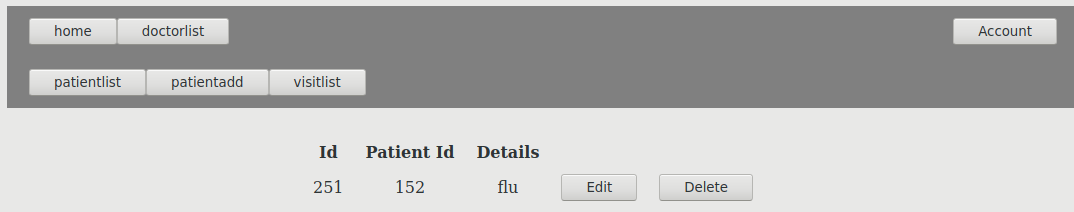 home doctorlist Account
patientlist patientadd visitlist
Id Patient Id Details
251 152 flu Edit Delete